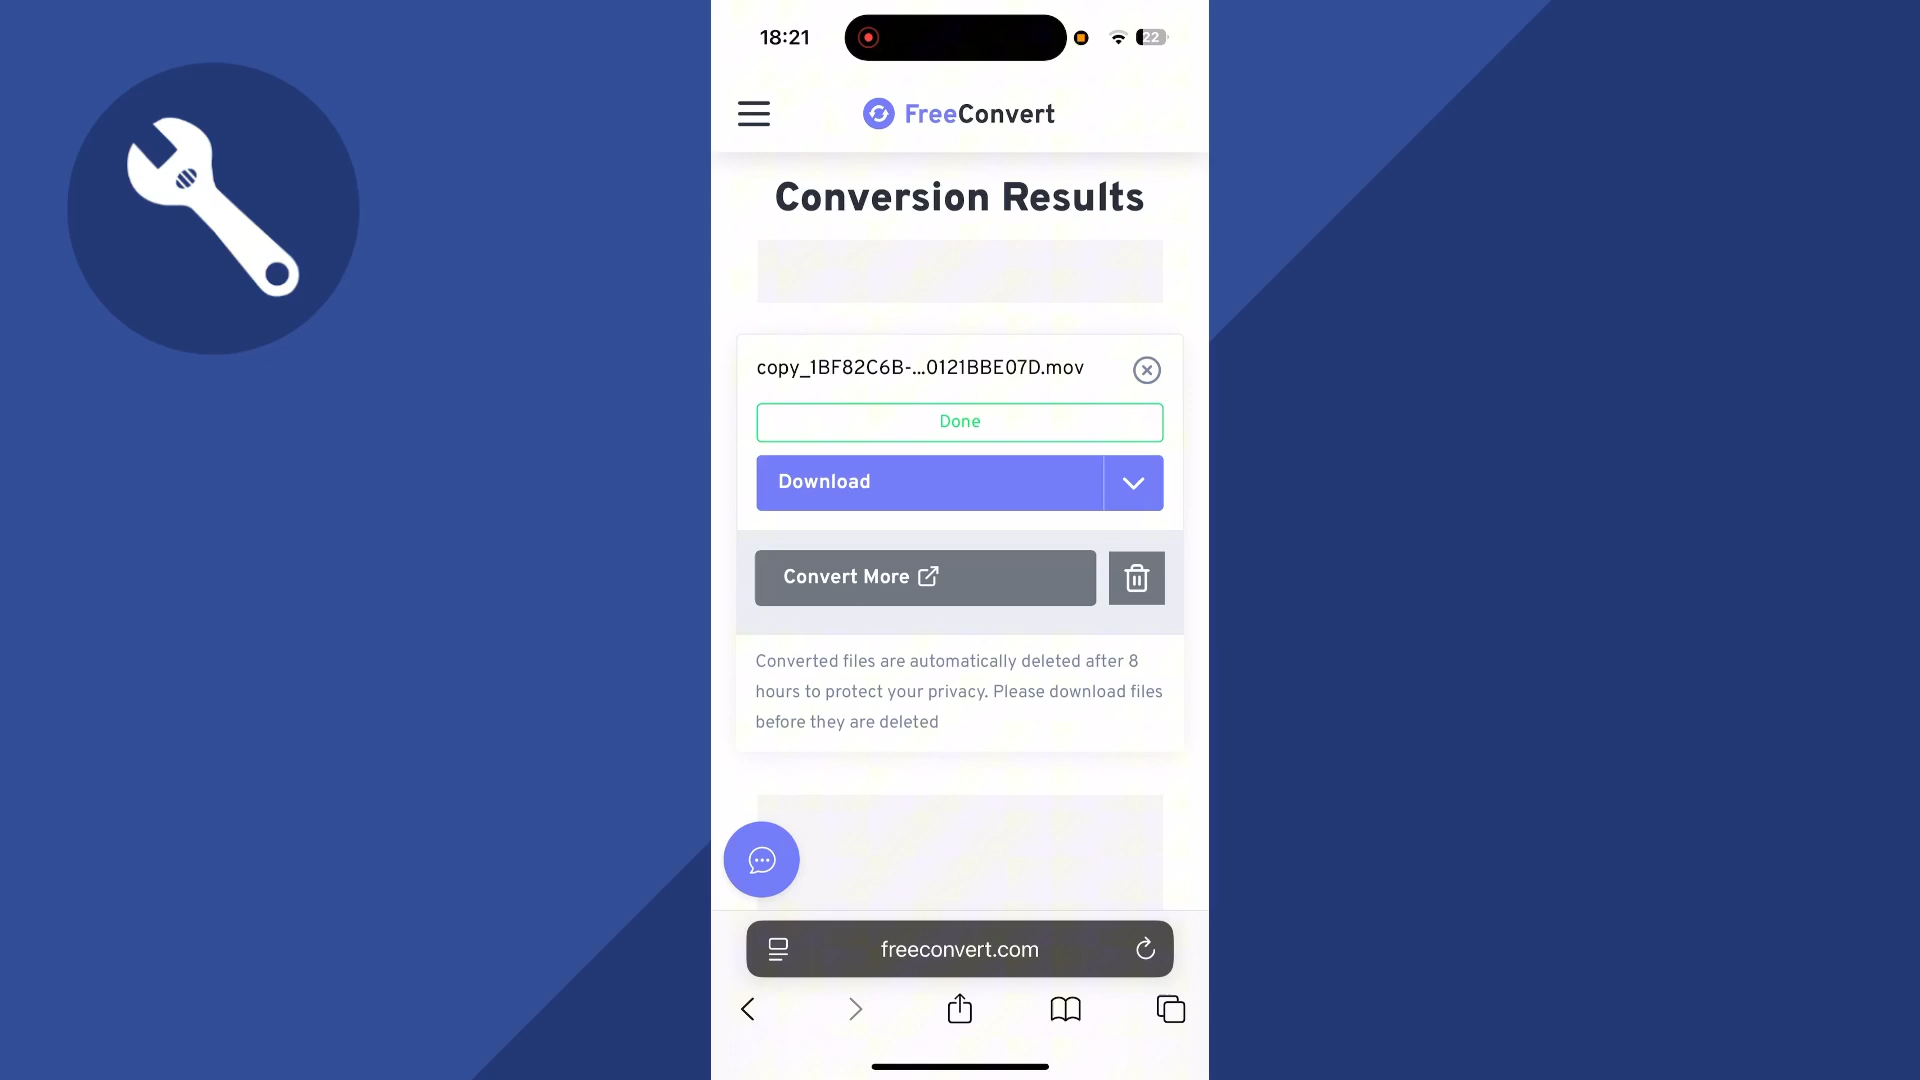 18:21
22
FreeConvert
Conversion Results
copy_1BF82C6B-...0121BBE07D.mov
Done
Download
Convert More
Converted files are automatically deleted after 8
hours to protect your privacy. Please download files
before they are deleted
freeconvert.com